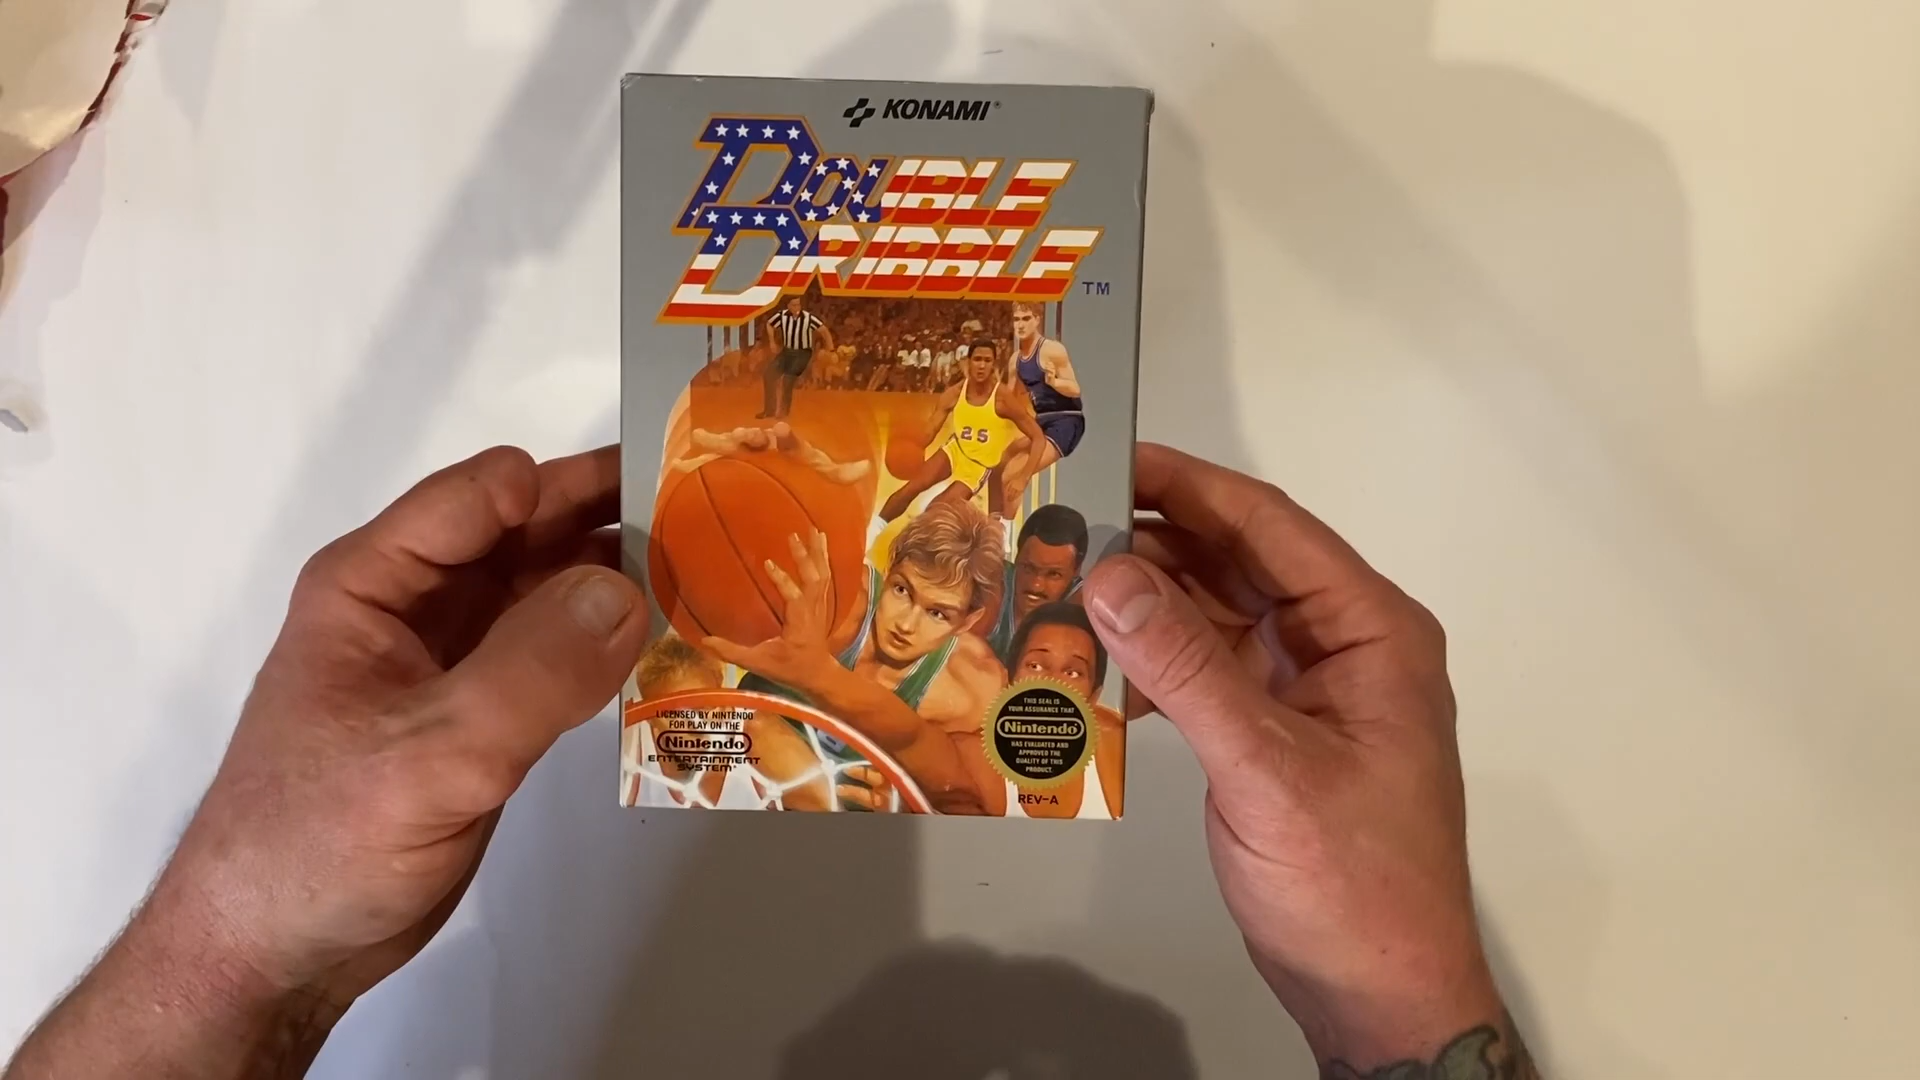 KONAMI®
DOUBLE
DRIBBLE
TM
25
LICENSED BY NINTENDO
FOR PLAY ON THE
Nintendo
ENTERTAINMENT
SYSTEM®
THIS SEAL IS
YOUR ASSURANCE THAT
Nintendo
HAS EVALUATED AND
APPROVED THE
QUALITY OF THIS
PRODUCT.
REV-A